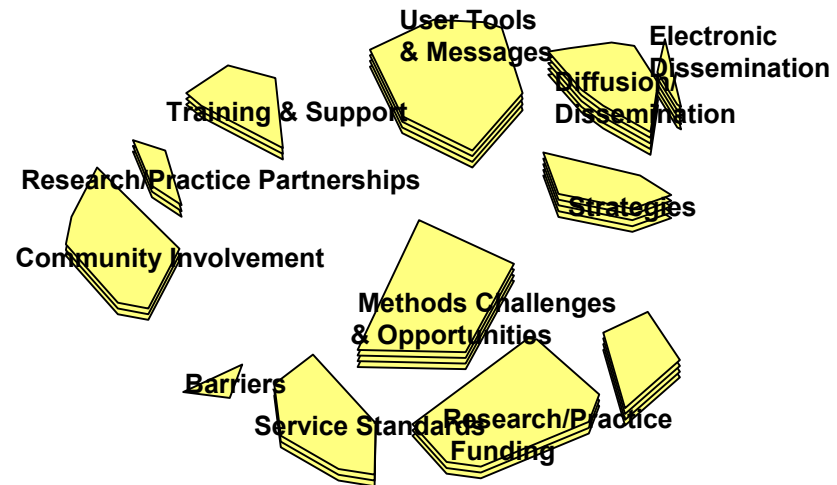 User Tools
& Messages
Electronic
Dissemination
Diffusion/
Dissemination
Training & Support
Research/Practice Partnerships
Strategies
Community Involvement
Methods Challenges
& Opportunities
Barriers
Service Standards
Research/Practice
Funding